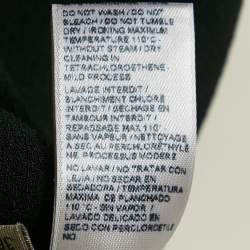 DO NOT WASH / DO NOT
BLEACH / DO NOT TUMBLE
DRY / IRONING MAXIMUM
TEMPERATURE 110°C
WITHOUT STEAM / DRY
CLEANING IN
TETRACHLOROETHENE
MILD PROCESS
LAVAGE INTERDIT /
BLANCHIMENT CHLORE
INTERDIT / SECHAGE EN
TAMBOUR INTERDIT /
REPASSAGE MAX 110°
SANS VAPEUR / NETTOYAGE
A SEC AU PERCHLORETHYLE
NE PROCESSUS MODERE
NO LAVAR / NO TRATAR CON
LEJIA / NO SECAR EN
SECADORA / TEMPERATURA
MAXIMA DE PLANCHADO
110°C - SIN VAPOR /
LAVADO DELICADO EN
SECO CON